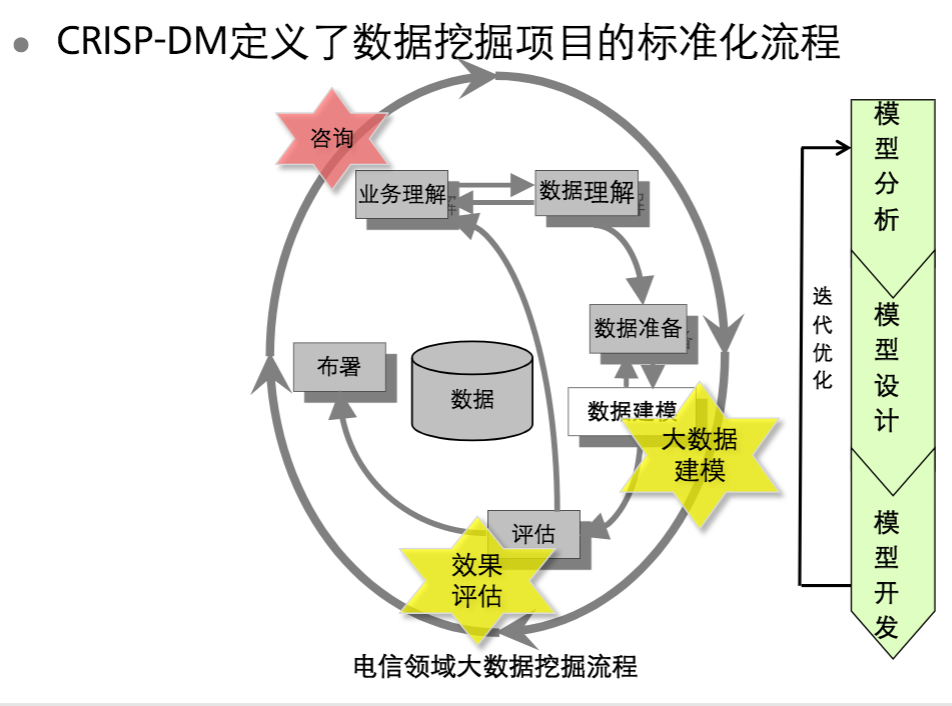 CRISP-DM定义了数据挖掘项目的标准化流程
咨询
业务理解
数据理解
数据准备
布署
数据
数据建模
大数据
建模
评估
效果
评估
电信领域大数据挖掘流程
迭代优化
模型分析
模型设计
模型开发